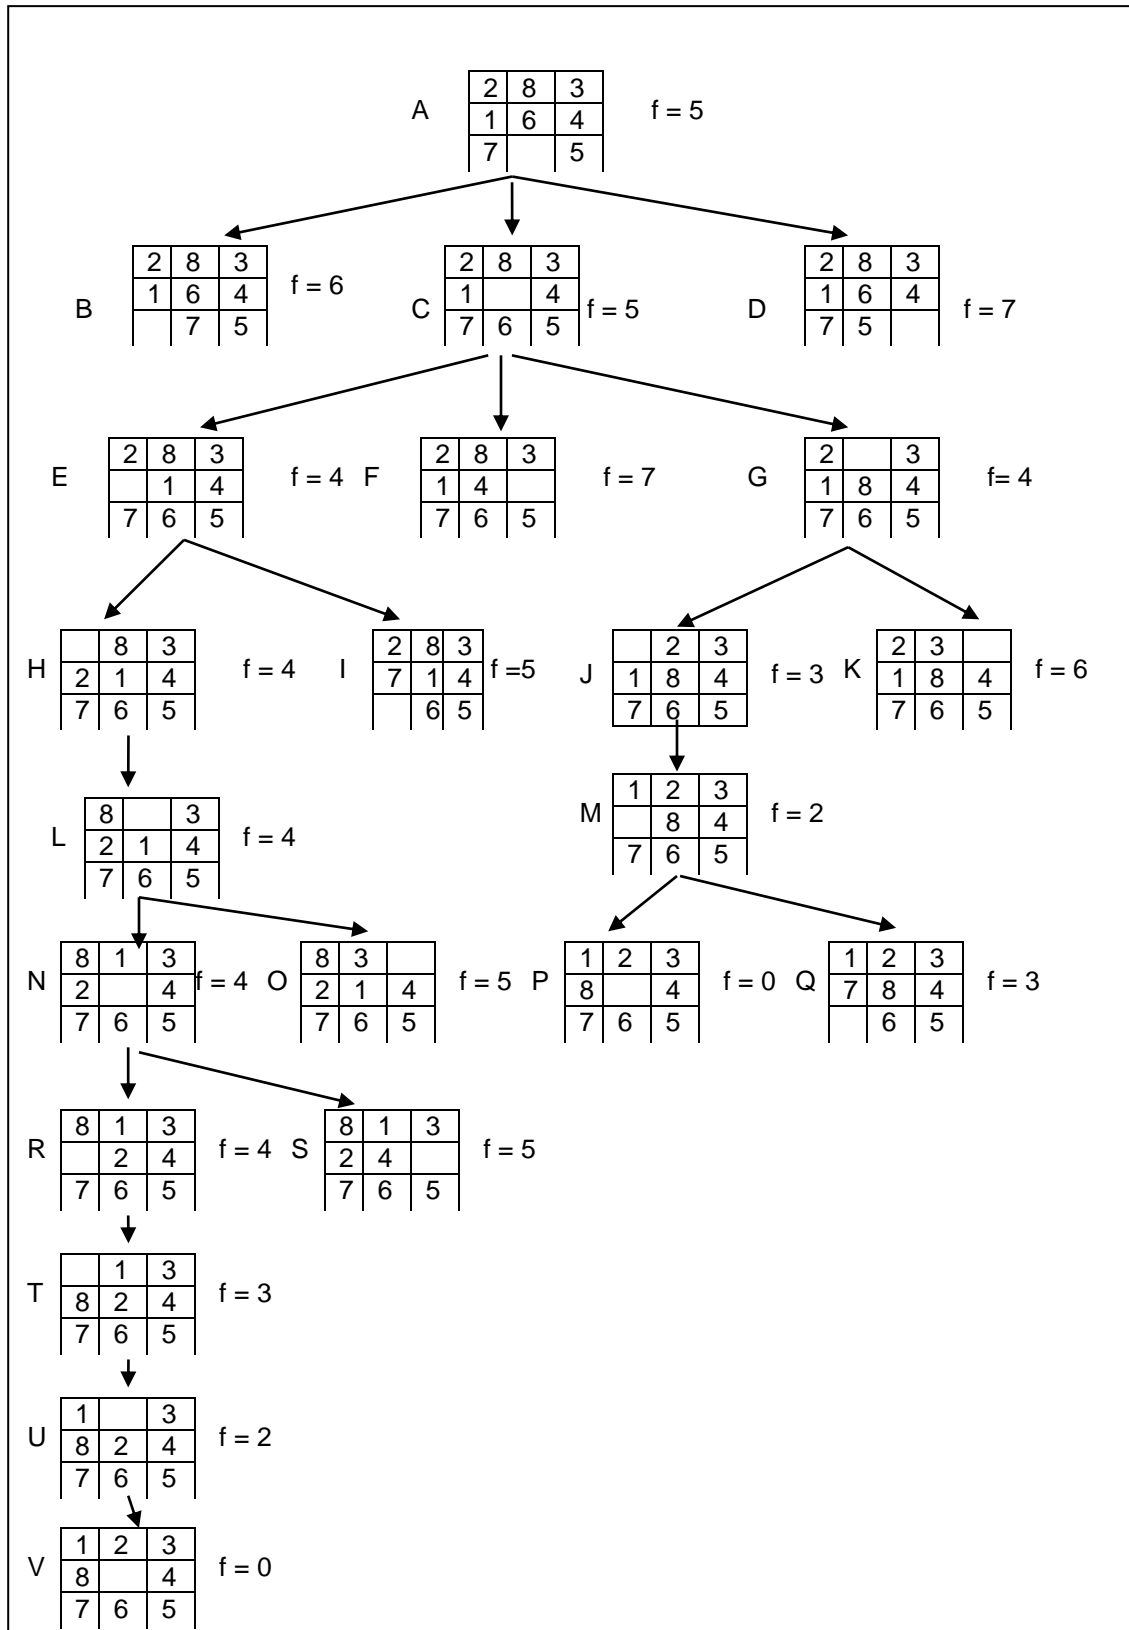 A
2 8 3
1 6 4
7 5
f = 5
B
2 8 3
1 6 4
7 5
f = 6
C
2 8 3
1 4
7 6 5
f = 5
D
2 8 3
1 6 4
7 5
f = 7
E
2 8 3
1 4
7 6 5
f = 4
F
2 8 3
1 4
7 6 5
f = 7
G
2 3
1 8 4
7 6 5
f= 4
H
8 3
2 1 4
7 6 5
f = 4
I
2 8 3
7 1 4
6 5
f =5
J
2 3
1 8 4
7 6 5
f = 3
K
2 3
1 8 4
7 6 5
f = 6
L
8 3
2 1 4
7 6 5
f = 4
M
1 2 3
8 4
7 6 5
f = 2
N
8 1 3
2 4
7 6 5
f = 4
O
8 3
2 1 4
7 6 5
f = 5
P
1 2 3
8 4
7 6 5
f = 0
Q
1 2 3
7 8 4
6 5
f = 3
R
8 1 3
2 4
7 6 5
f = 4
S
8 1 3
2 4
7 6 5
f = 5
T
1 3
8 2 4
7 6 5
f = 3
U
1 3
8 2 4
7 6 5
f = 2
V
1 2 3
8 4
7 6 5
f = 0